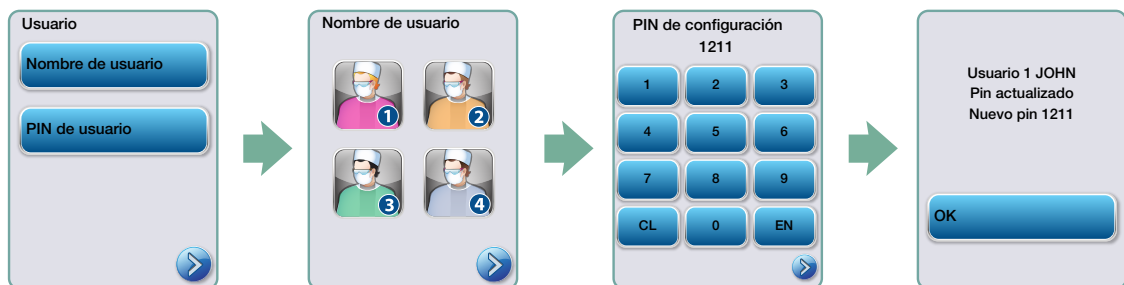 Usuario
Nombre de usuario
PIN de usuario
Nombre de usuario
1
2
3
4
PIN de configuración
1211
1 2 3
4 5 6
7 8 9
CL 0 EN
Usuario 1 JOHN
Pin actualizado
Nuevo pin 1211
OK